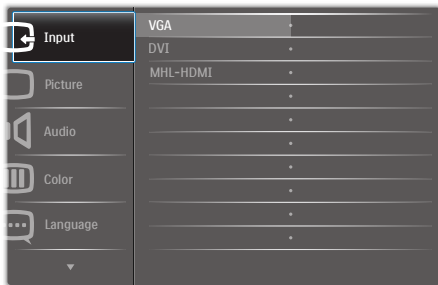 Input
VGA
DVI
MHL-HDMI
Picture
Audio
Color
Language